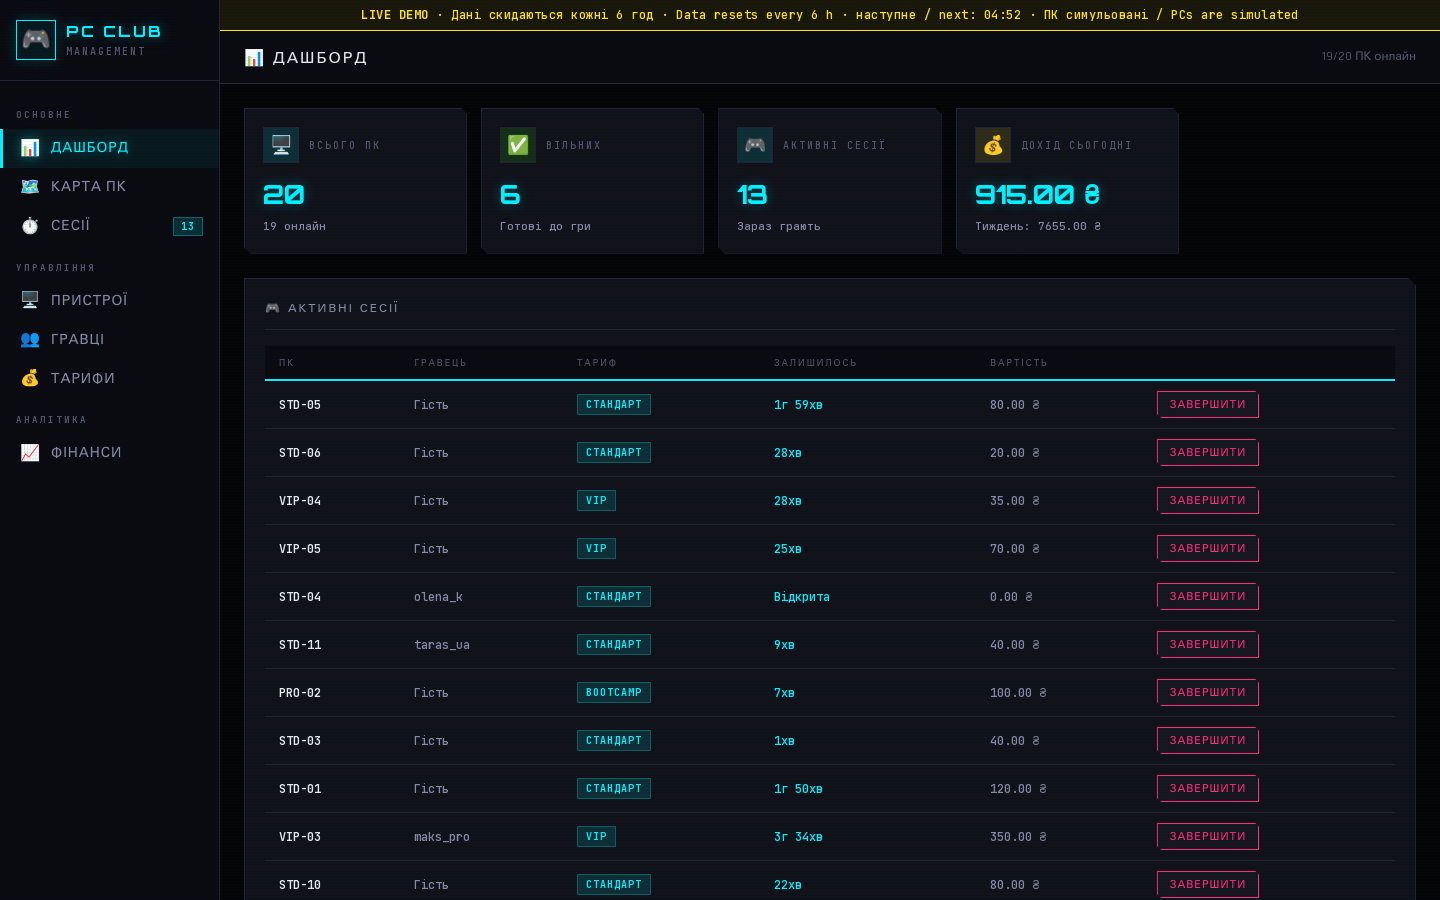 PC CLUB
MANAGEMENT
LIVE DEMO · Дані скидаються кожні 6 год · Data resets every 6 h · наступне / next: 04:52 · ПК симульовані / PCs are simulated
ДАШБОРД
19/20 ПК онлайн
ОСНОВНЕ
ДАШБОРД
КАРТА ПК
СЕСІЇ 13
УПРАВЛІННЯ
ПРИСТРОЇ
ГРАВЦІ
ТАРИФИ
АНАЛІТИКА
ФІНАНСИ
ВСЬОГО ПК
20
19 онлайн
ВІЛЬНИХ
6
Готові до гри
АКТИВНІ СЕСІЇ
13
Зараз грають
ДОХІД СЬОГОДНІ
915.00 ₴
Тиждень: 7655.00 ₴
АКТИВНІ СЕСІЇ
ПК ГРАВЕЦЬ ТАРИФ ЗАЛИШИЛОСЬ ВАРТІСТЬ
STD-05 Гість СТАНДАРТ 1г 59хв 80.00 ₴ ЗАВЕРШИТИ
STD-06 Гість СТАНДАРТ 28хв 20.00 ₴ ЗАВЕРШИТИ
VIP-04 Гість VIP 28хв 35.00 ₴ ЗАВЕРШИТИ
VIP-05 Гість VIP 25хв 70.00 ₴ ЗАВЕРШИТИ
STD-04 olena_k СТАНДАРТ Відкрита 0.00 ₴ ЗАВЕРШИТИ
STD-11 taras_ua СТАНДАРТ 9хв 40.00 ₴ ЗАВЕРШИТИ
PRO-02 Гість BOOTCAMP 7хв 100.00 ₴ ЗАВЕРШИТИ
STD-03 Гість СТАНДАРТ 1хв 40.00 ₴ ЗАВЕРШИТИ
STD-01 Гість СТАНДАРТ 1г 50хв 120.00 ₴ ЗАВЕРШИТИ
VIP-03 maks_pro VIP 3г 34хв 350.00 ₴ ЗАВЕРШИТИ
STD-10 Гість СТАНДАРТ 22хв 80.00 ₴ ЗАВЕРШИТИ